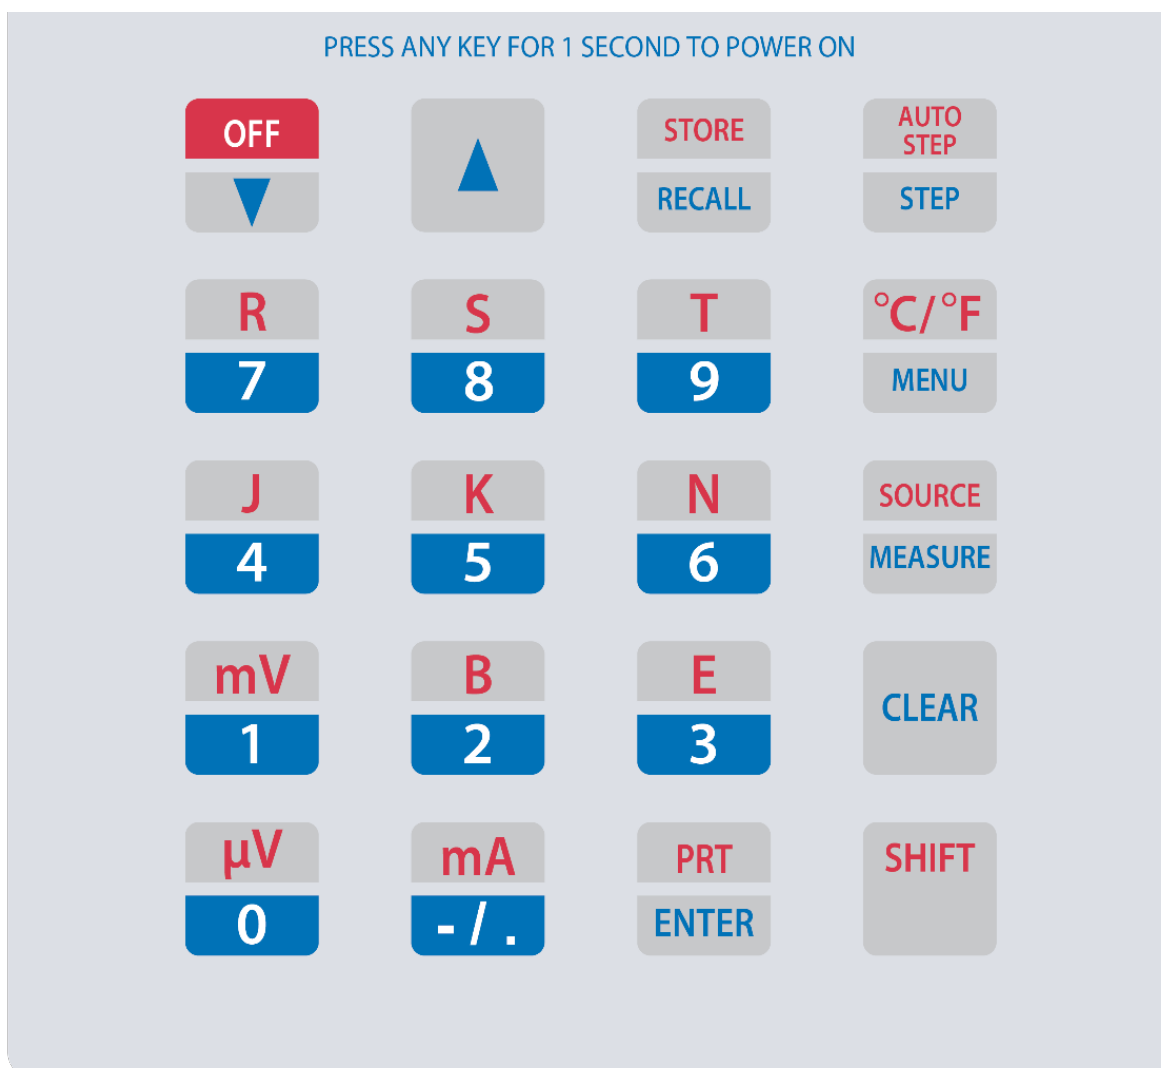 PRESS ANY KEY FOR 1 SECOND TO POWER ON
OFF
STORE
RECALL
AUTO
STEP
STEP
R
7
S
8
T
9
°C/°F
MENU
J
4
K
5
N
6
SOURCE
MEASURE
mV
1
B
2
E
3
CLEAR
µV
0
mA
- / .
PRT
ENTER
SHIFT